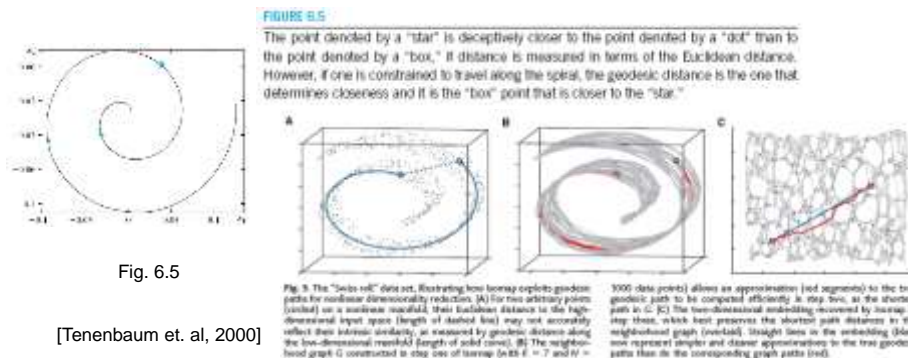 FIGURE 6.5
The point denoted by a "star" is deceptively closer to the point denoted by a "dot" than to
the point denoted by a "box," if distance is measured in terms of the Euclidean distance.
However, if one is constrained to travel along the spiral, the geodesic distance is the one that
determines closeness and it is the "box" point that is closer to the "star."
A
B
C
Fig. 6.5
[Tenenbaum et. al, 2000]
Fig. 3. The "Swiss roll" data set, illustrating how Isomap exploits geodesic
paths for nonlinear dimensionality reduction. (A) For two arbitrary points
(circled) on a nonlinear manifold, their Euclidean distance in the high-
dimensional input space (length of dashed line) may not accurately
reflect their intrinsic similarity, as measured by geodesic distance along
the low-dimensional manifold (length of solid curve). (B) The neighbor-
hood graph G constructed in step one of Isomap (with K = 7 and N =
1000 data points) allows an approximation (red segments) to the true
geodesic path to be computed efficiently in step two, as the shortest
path in G. (C) The two-dimensional embedding recovered by Isomap in
step three, which best preserves the shortest path distances in the
neighborhood graph (overlaid). Straight lines in the embedding (blue)
now represent simpler and cleaner approximations to the true geodesic
paths than do the corresponding graph paths (red).